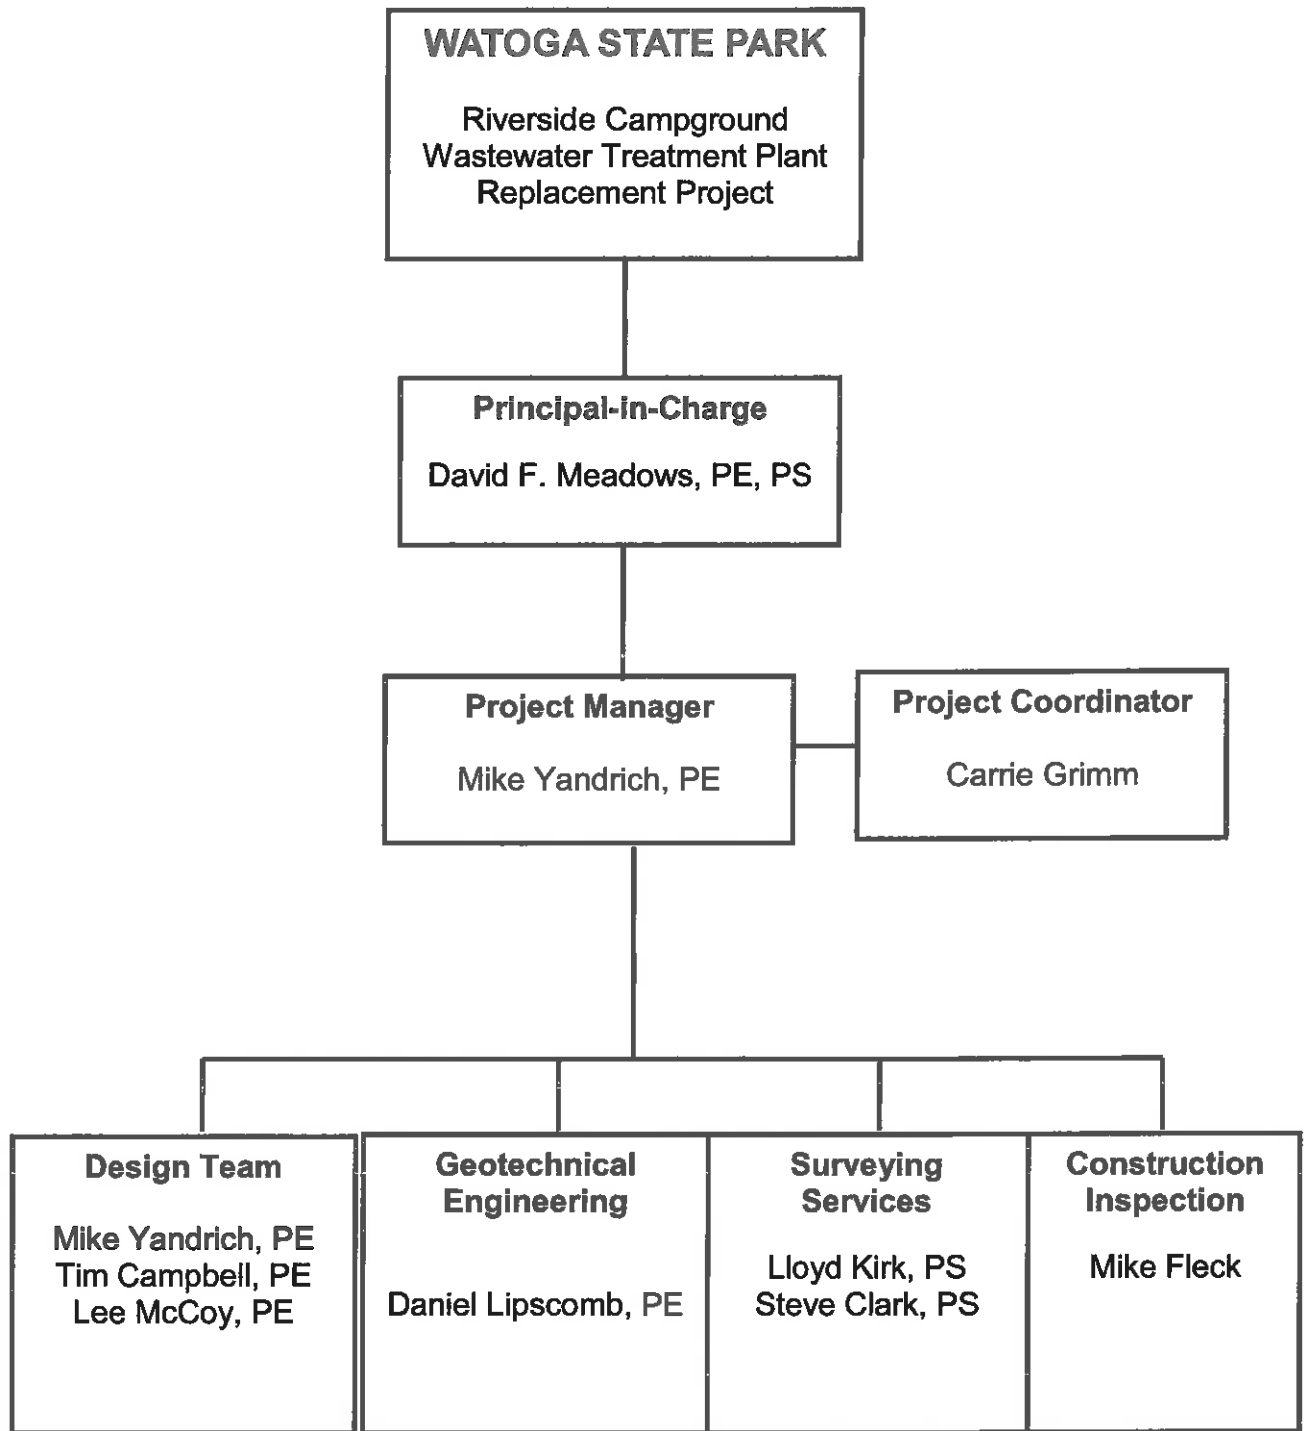 WATOGA STATE PARK
Riverside Campground
Wastewater Treatment Plant
Replacement Project
Principal-in-Charge
David F. Meadows, PE, PS
Project Manager
Mike Yandrich, PE
Project Coordinator
Carrie Grimm
Design Team
Mike Yandrich, PE
Tim Campbell, PE
Lee McCoy, PE
Geotechnical
Engineering
Daniel Lipscomb, PE
Surveying
Services
Lloyd Kirk, PS
Steve Clark, PS
Construction
Inspection
Mike Fleck